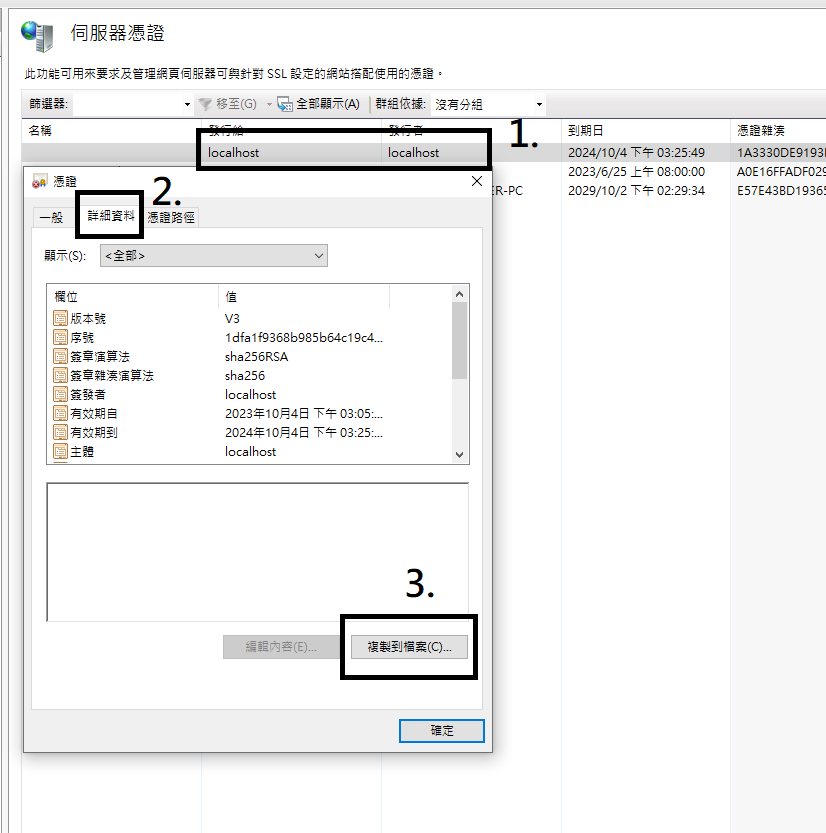 伺服器憑證
此功能可用來要求及管理網頁伺服器可與針對 SSL 設定的網站搭配使用的憑證。
篩選器: 移至(G) 全部顯示(A) 群組依據: 沒有分組
名稱 發行給 發行者 到期日 憑證雜湊
1.
localhost localhost 2024/10/4 下午 03:25:49 1A3330DE9193
2023/6/25 上午 08:00:00 A0E16FFADF029
ER-PC 2029/10/2 下午 02:29:34 E57E43BD19365
憑證
2.
一般 詳細資料 憑證路徑
顯示(S): <全部>
欄位 值
版本號 V3
序號 1dfa1f9368b985b64c19c4...
簽章演算法 sha256RSA
簽章雜湊演算法 sha256
簽發者 localhost
有效期自 2023年10月4日 下午 03:05:...
有效期到 2024年10月4日 下午 03:25:...
主體 localhost
3.
編輯內容(E)... 複製到檔案(C)...
確定